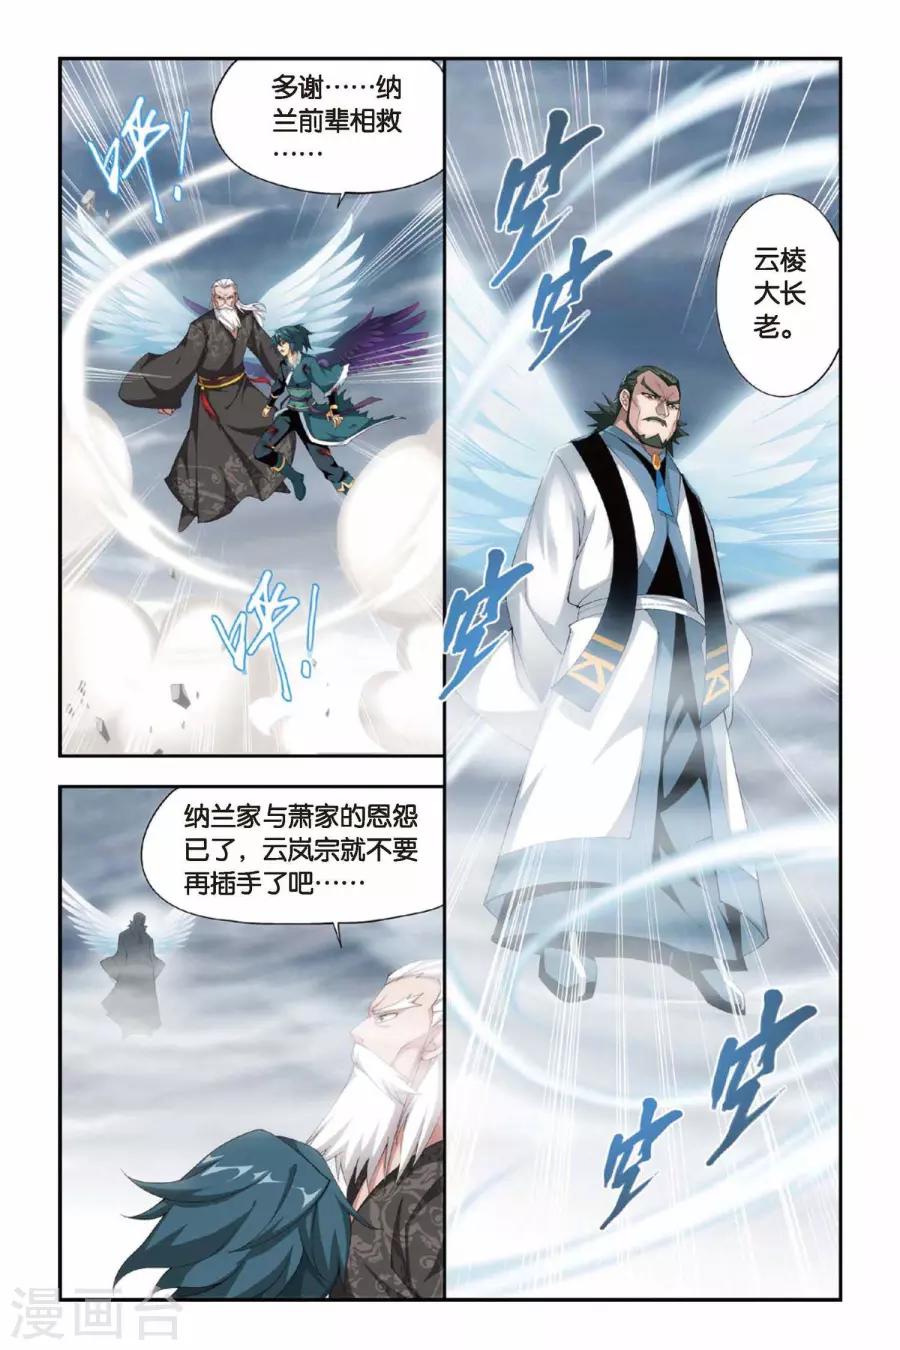 多谢……纳
兰前辈相救
……
呼！
呼！
空
空
云棱
大长
老。
空
空
空
纳兰家与萧家的恩怨
已了，云岚宗就不要
再插手了吧……
漫画台